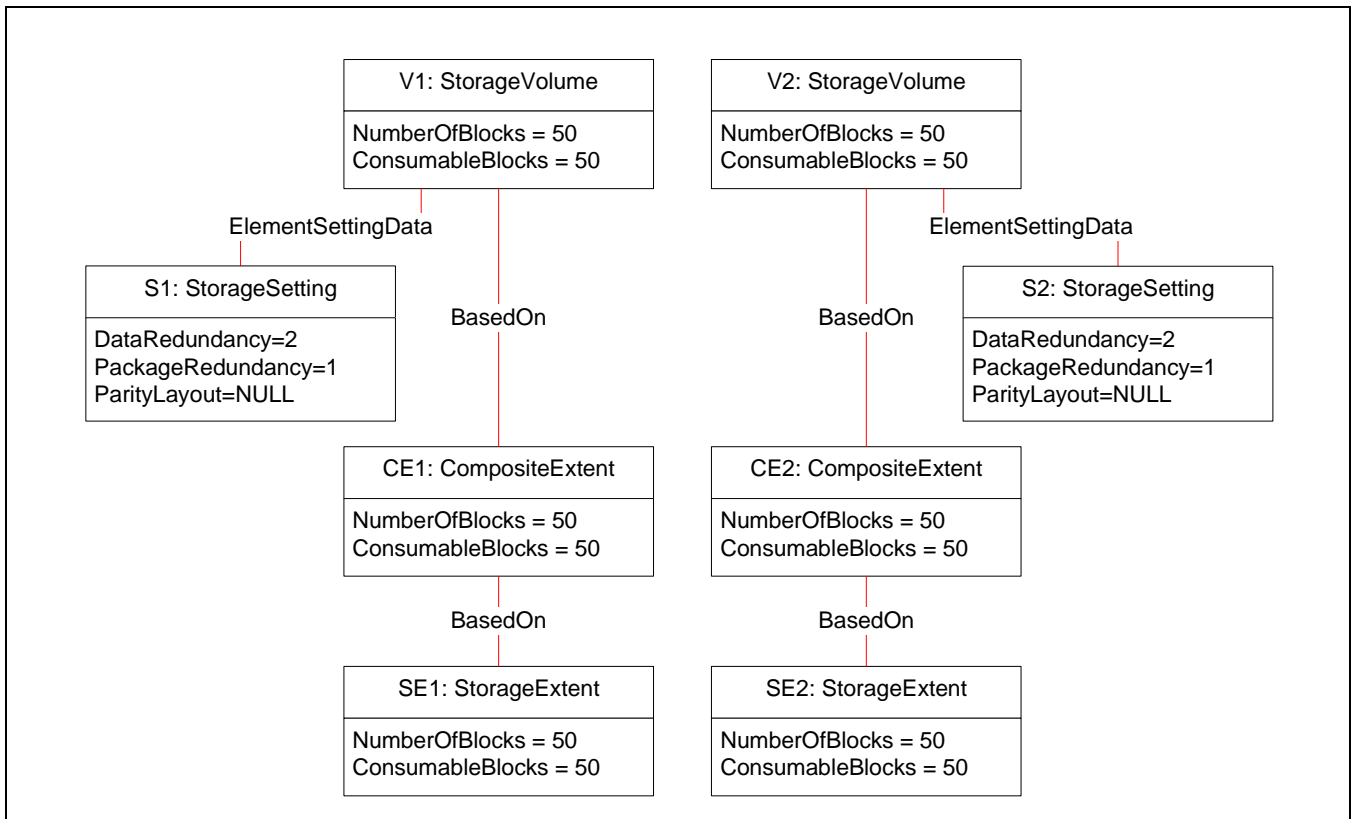 V1: StorageVolume
NumberOfBlocks = 50
ConsumableBlocks = 50
V2: StorageVolume
NumberOfBlocks = 50
ConsumableBlocks = 50
ElementSettingData
ElementSettingData
S1: StorageSetting
DataRedundancy=2
PackageRedundancy=1
ParityLayout=NULL
BasedOn
BasedOn
S2: StorageSetting
DataRedundancy=2
PackageRedundancy=1
ParityLayout=NULL
CE1: CompositeExtent
NumberOfBlocks = 50
ConsumableBlocks = 50
CE2: CompositeExtent
NumberOfBlocks = 50
ConsumableBlocks = 50
BasedOn
BasedOn
SE1: StorageExtent
NumberOfBlocks = 50
ConsumableBlocks = 50
SE2: StorageExtent
NumberOfBlocks = 50
ConsumableBlocks = 50